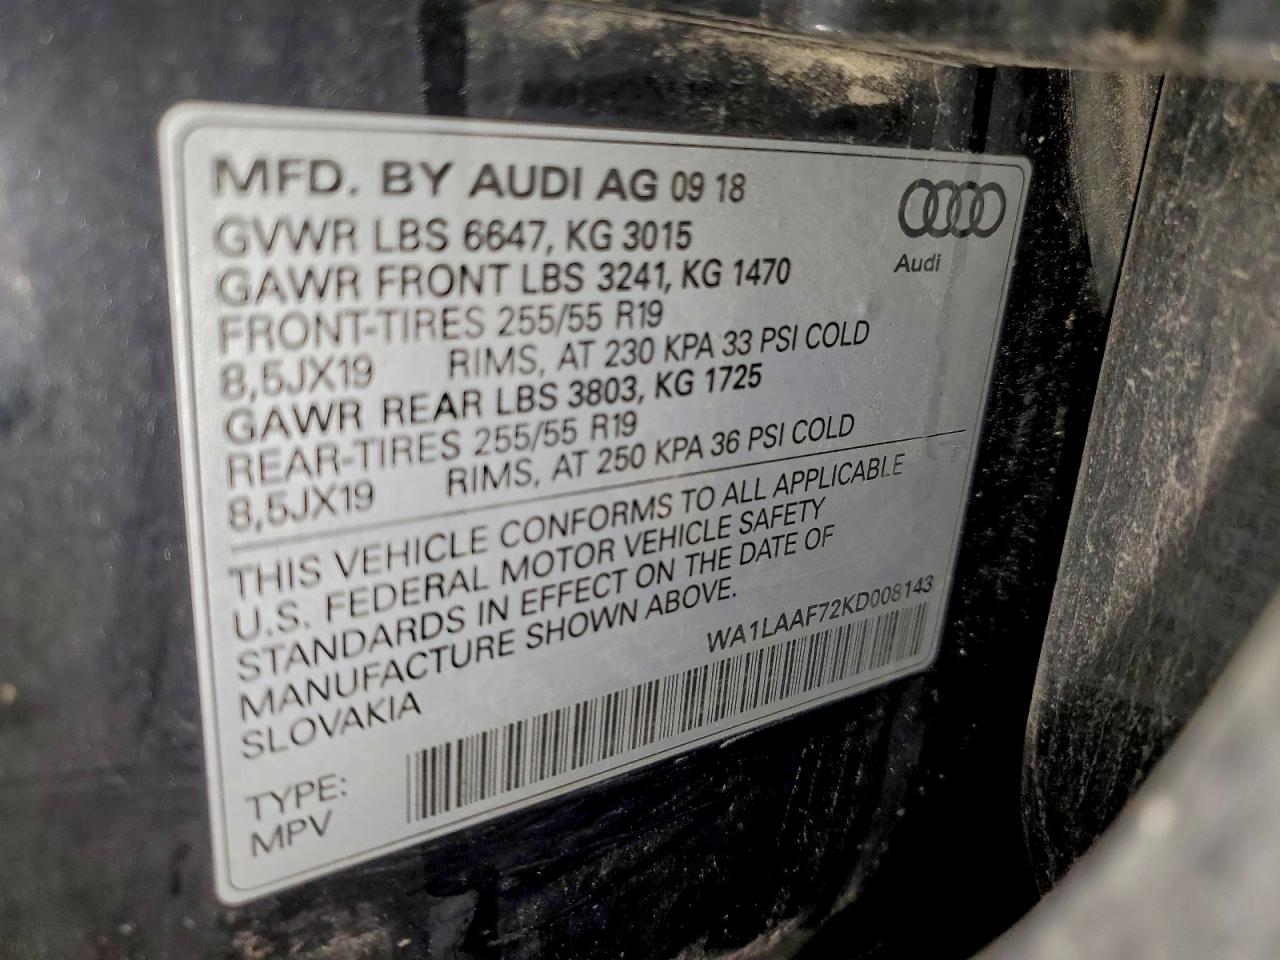 MFD. BY AUDI AG 09 18
GVWR LBS 6647, KG 3015
GAWR FRONT LBS 3241, KG 1470
FRONT-TIRES 255/55 R19
8,5JX19 RIMS, AT 230 KPA 33 PSI COLD
GAWR REAR LBS 3803, KG 1725
REAR-TIRES 255/55 R19
8,5JX19 RIMS, AT 250 KPA 36 PSI COLD
Audi
THIS VEHICLE CONFORMS TO ALL APPLICABLE
U.S. FEDERAL MOTOR VEHICLE SAFETY
STANDARDS IN EFFECT ON THE DATE OF
MANUFACTURE SHOWN ABOVE.
SLOVAKIA
WA1LAAF72KD008143
TYPE:
MPV